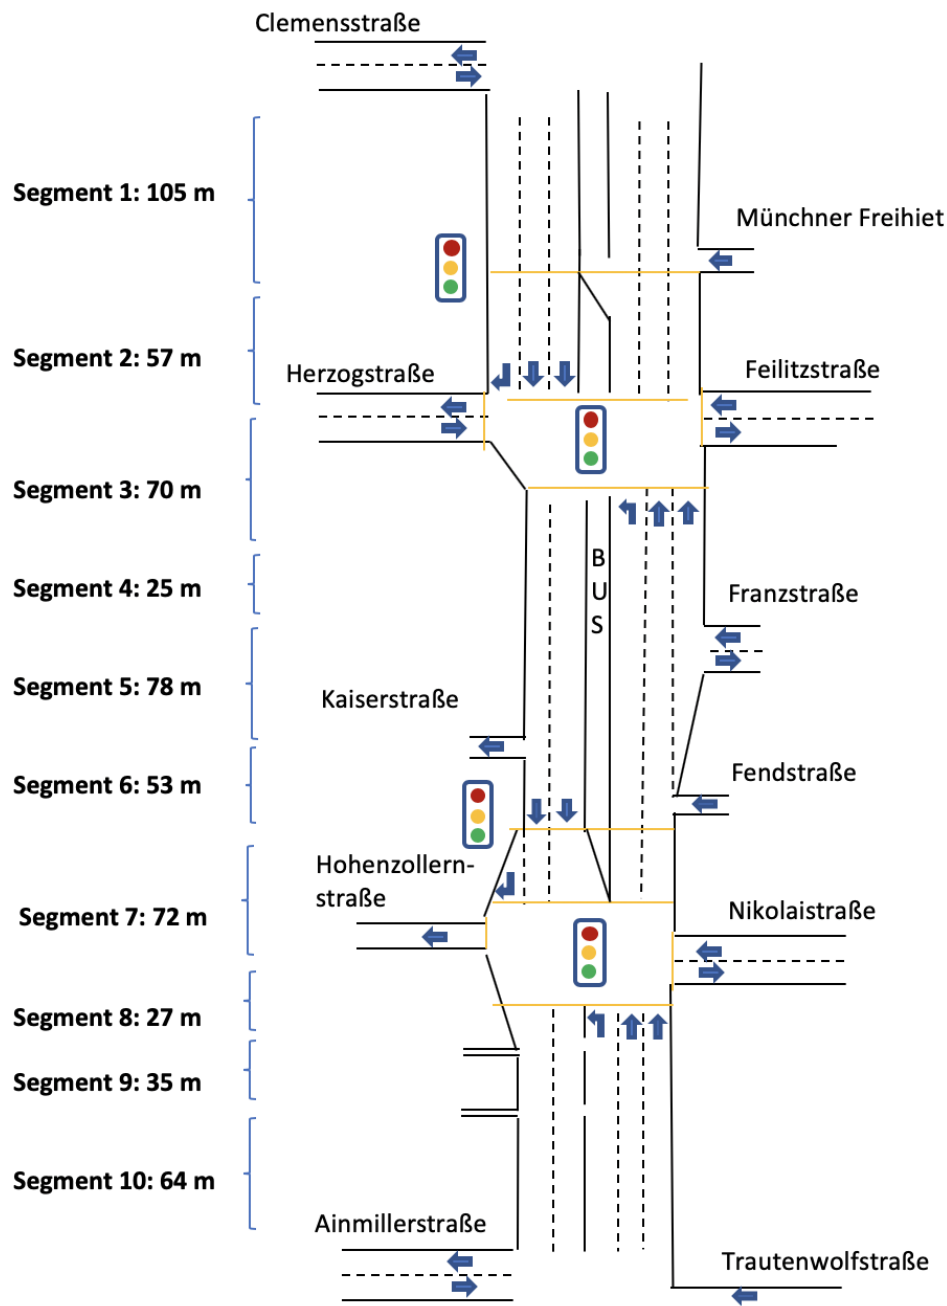 Clemensstraße
Segment 1: 105 m
Münchner Freihiet
Segment 2: 57 m
Herzogstraße
Feilitzstraße
Segment 3: 70 m
B
U
S
Segment 4: 25 m
Franzstraße
Segment 5: 78 m
Kaiserstraße
Segment 6: 53 m
Fendstraße
Hohenzollern-
straße
Segment 7: 72 m
Nikolaistraße
Segment 8: 27 m
Segment 9: 35 m
Segment 10: 64 m
Ainmillerstraße
Trautenwolfstraße